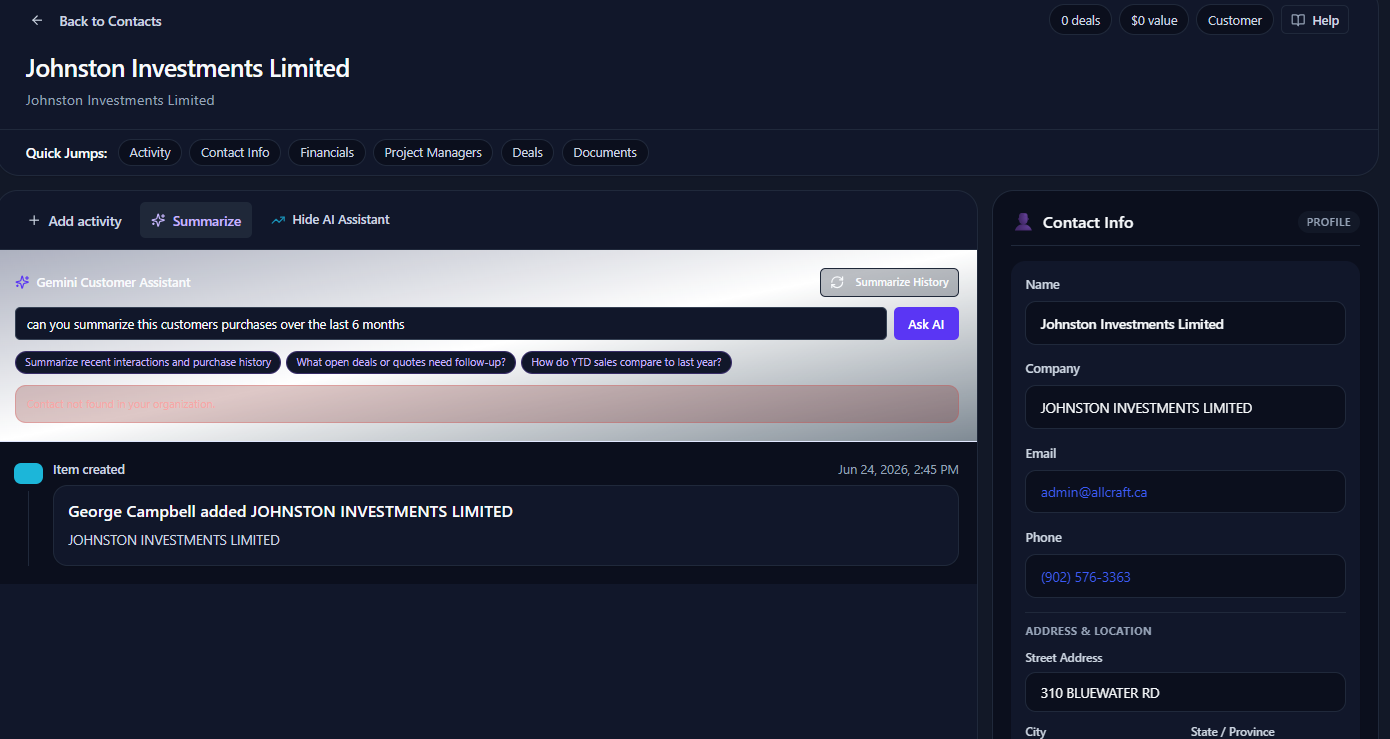 Back to Contacts
0 deals
$0 value
Customer
Help
Johnston Investments Limited
Johnston Investments Limited
Quick Jumps:
Activity
Contact Info
Financials
Project Managers
Deals
Documents
+ Add activity
Summarize
Hide AI Assistant
Gemini Customer Assistant
Summarize History
can you summarize this customers purchases over the last 6 months
Ask AI
Summarize recent interactions and purchase history
What open deals or quotes need follow-up?
How do YTD sales compare to last year?
Contact not found in your organization.
Item created
Jun 24, 2026, 2:45 PM
George Campbell added JOHNSTON INVESTMENTS LIMITED
JOHNSTON INVESTMENTS LIMITED
Contact Info
PROFILE
Name
Johnston Investments Limited
Company
JOHNSTON INVESTMENTS LIMITED
Email
admin@allcraft.ca
Phone
(902) 576-3363
ADDRESS & LOCATION
Street Address
310 BLUEWATER RD
City
State / Province